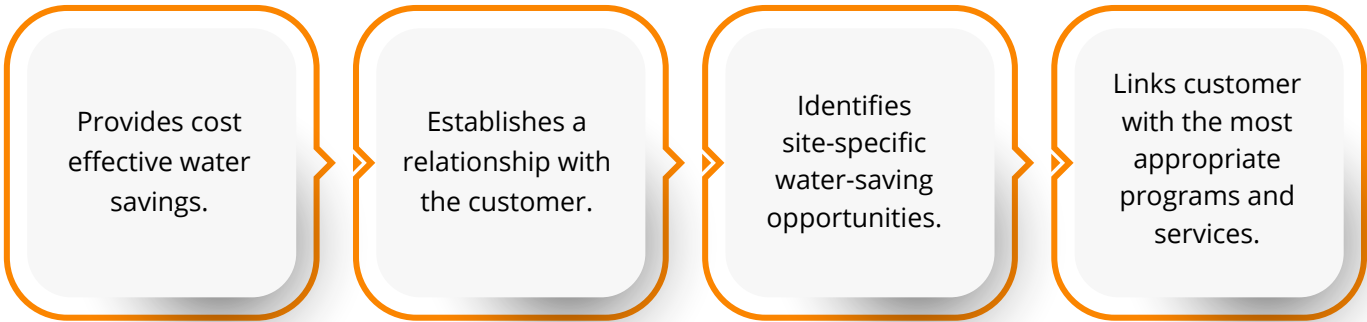 Provides cost
effective water
savings.
Establishes a
relationship with
the customer.
Identifies
site-specific
water-saving
opportunities.
Links customer
with the most
appropriate
programs and
services.